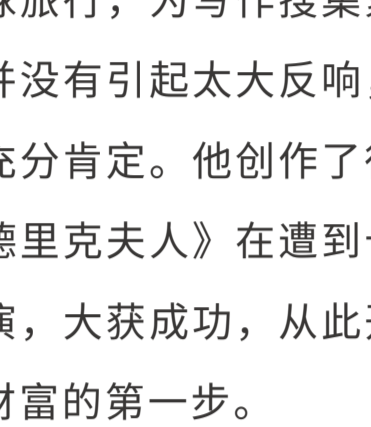 旅行，为写作搜集
并没有引起太大反响，
充分肯定。他创作了
德里克夫人》在遭到
演，大获成功，从此
财富的第一步。